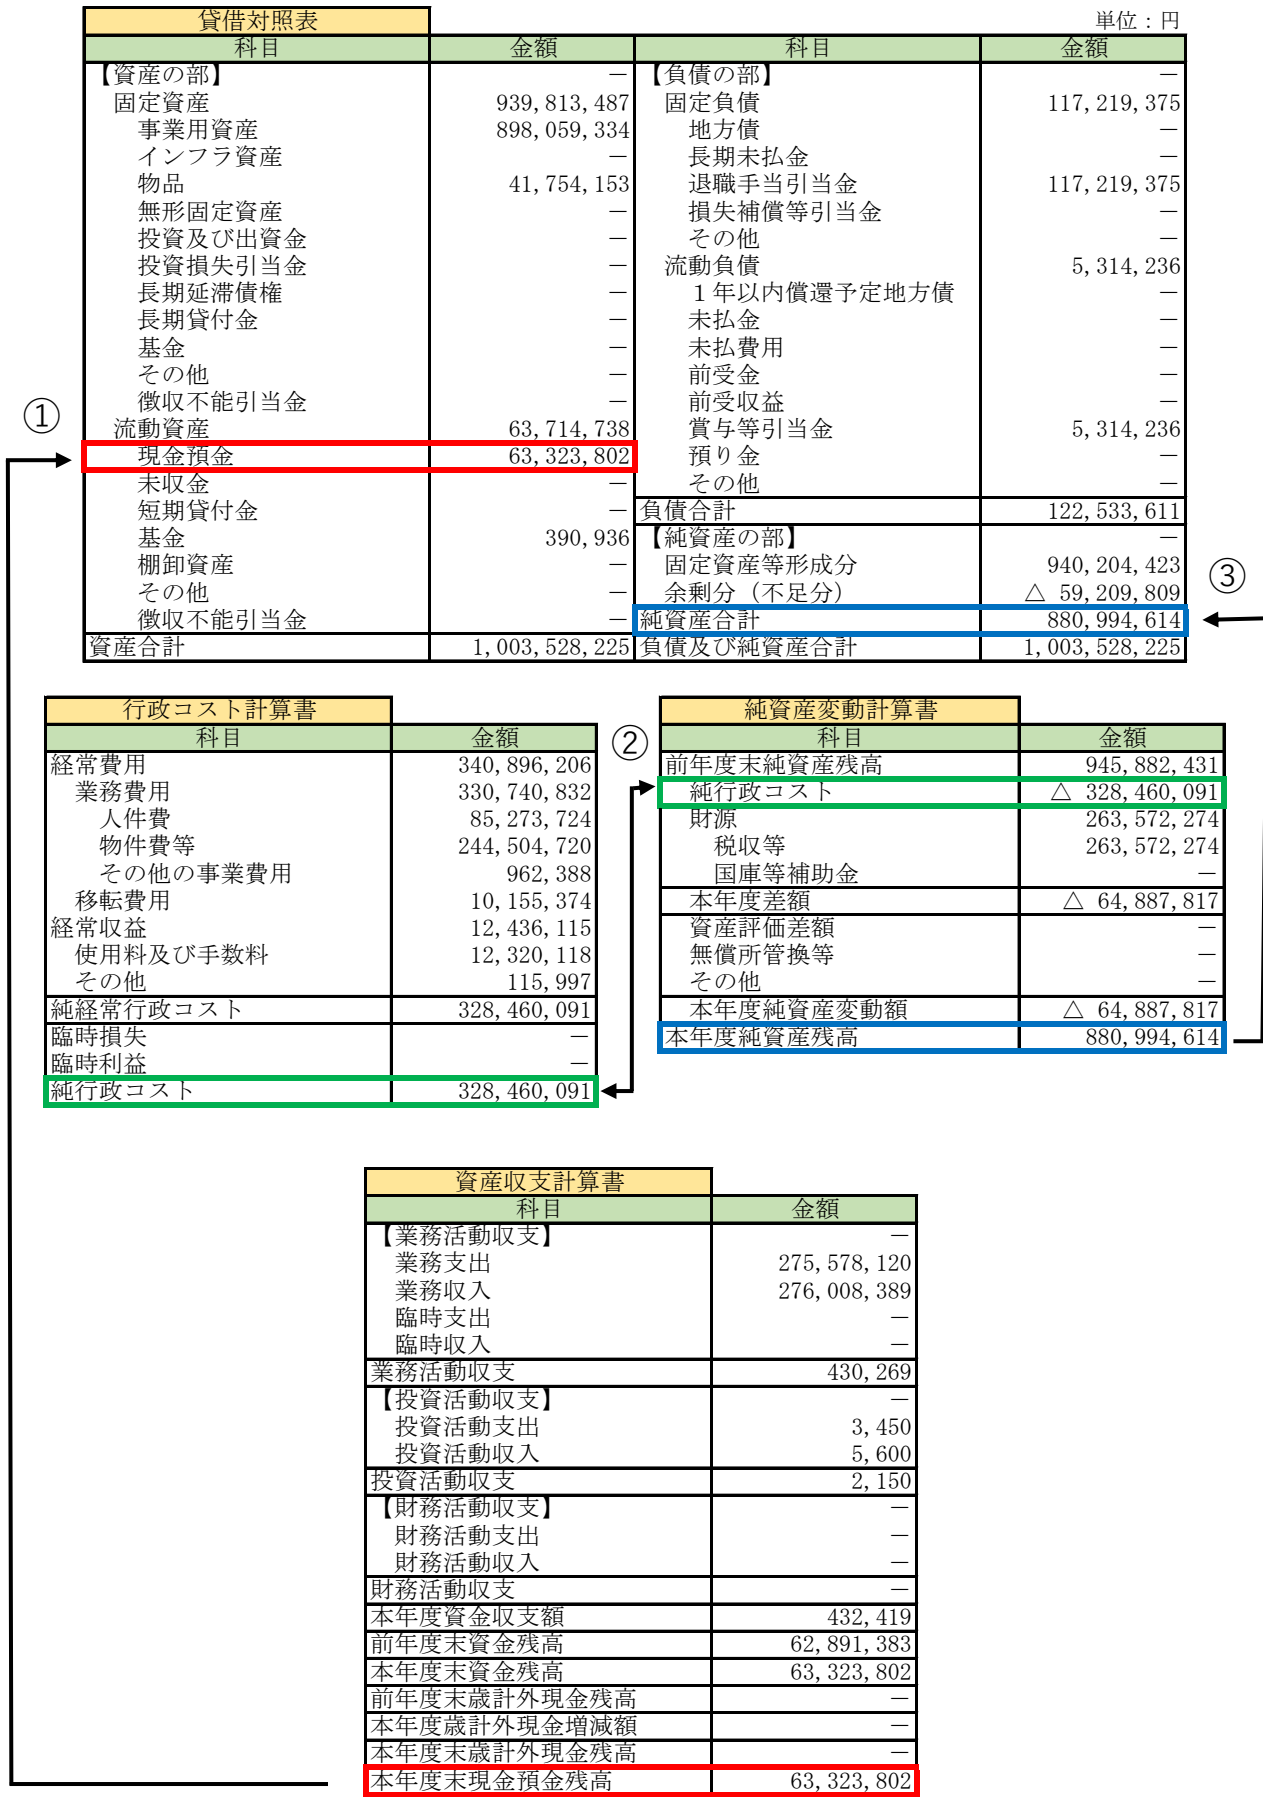 貸借対照表 単位：円
科目 金額 科目 金額
【資産の部】 － 【負債の部】 －
固定資産 939,813,487 固定負債 117,219,375
事業用資産 898,059,334 地方債 －
インフラ資産 － 長期未払金 －
物品 41,754,153 退職手当引当金 117,219,375
無形固定資産 － 損失補償等引当金 －
投資及び出資金 － その他 －
投資損失引当金 － 流動負債 5,314,236
長期延滞債権 － １年以内償還予定地方債 －
長期貸付金 － 未払金 －
基金 － 未払費用 －
その他 － 前受金 －
徴収不能引当金 － 前受収益 －
①
流動資産 63,714,738 賞与等引当金 5,314,236
現金預金 63,323,802 預り金 －
未収金 － その他 －
短期貸付金 － 負債合計 122,533,611
基金 390,936 【純資産の部】 －
棚卸資産 － 固定資産等形成分 940,204,423
③
その他 － 余剰分（不足分） △ 59,209,809
徴収不能引当金 － 純資産合計 880,994,614
資産合計 1,003,528,225 負債及び純資産合計 1,003,528,225
行政コスト計算書
科目 金額
経常費用 340,896,206
業務費用 330,740,832
人件費 85,273,724
物件費等 244,504,720
その他の事業費用 962,388
移転費用 10,155,374
経常収益 12,436,115
使用料及び手数料 12,320,118
その他 115,997
純経常行政コスト 328,460,091
臨時損失 －
臨時利益 －
純行政コスト 328,460,091
②
純資産変動計算書
科目 金額
前年度末純資産残高 945,882,431
純行政コスト △ 328,460,091
財源 263,572,274
税収等 263,572,274
国庫等補助金 －
本年度差額 △ 64,887,817
資産評価差額 －
無償所管換等 －
その他 －
本年度純資産変動額 △ 64,887,817
本年度純資産残高 880,994,614
資産収支計算書
科目 金額
【業務活動収支】 －
業務支出 275,578,120
業務収入 276,008,389
臨時支出 －
臨時収入 －
業務活動収支 430,269
【投資活動収支】 －
投資活動支出 3,450
投資活動収入 5,600
投資活動収支 2,150
【財務活動収支】 －
財務活動支出 －
財務活動収入 －
財務活動収支 －
本年度資金収支額 432,419
前年度末資金残高 62,891,383
本年度末資金残高 63,323,802
前年度末歳計外現金残高 －
本年度歳計外現金増減額 －
本年度末歳計外現金残高 －
本年度末現金預金残高 63,323,802